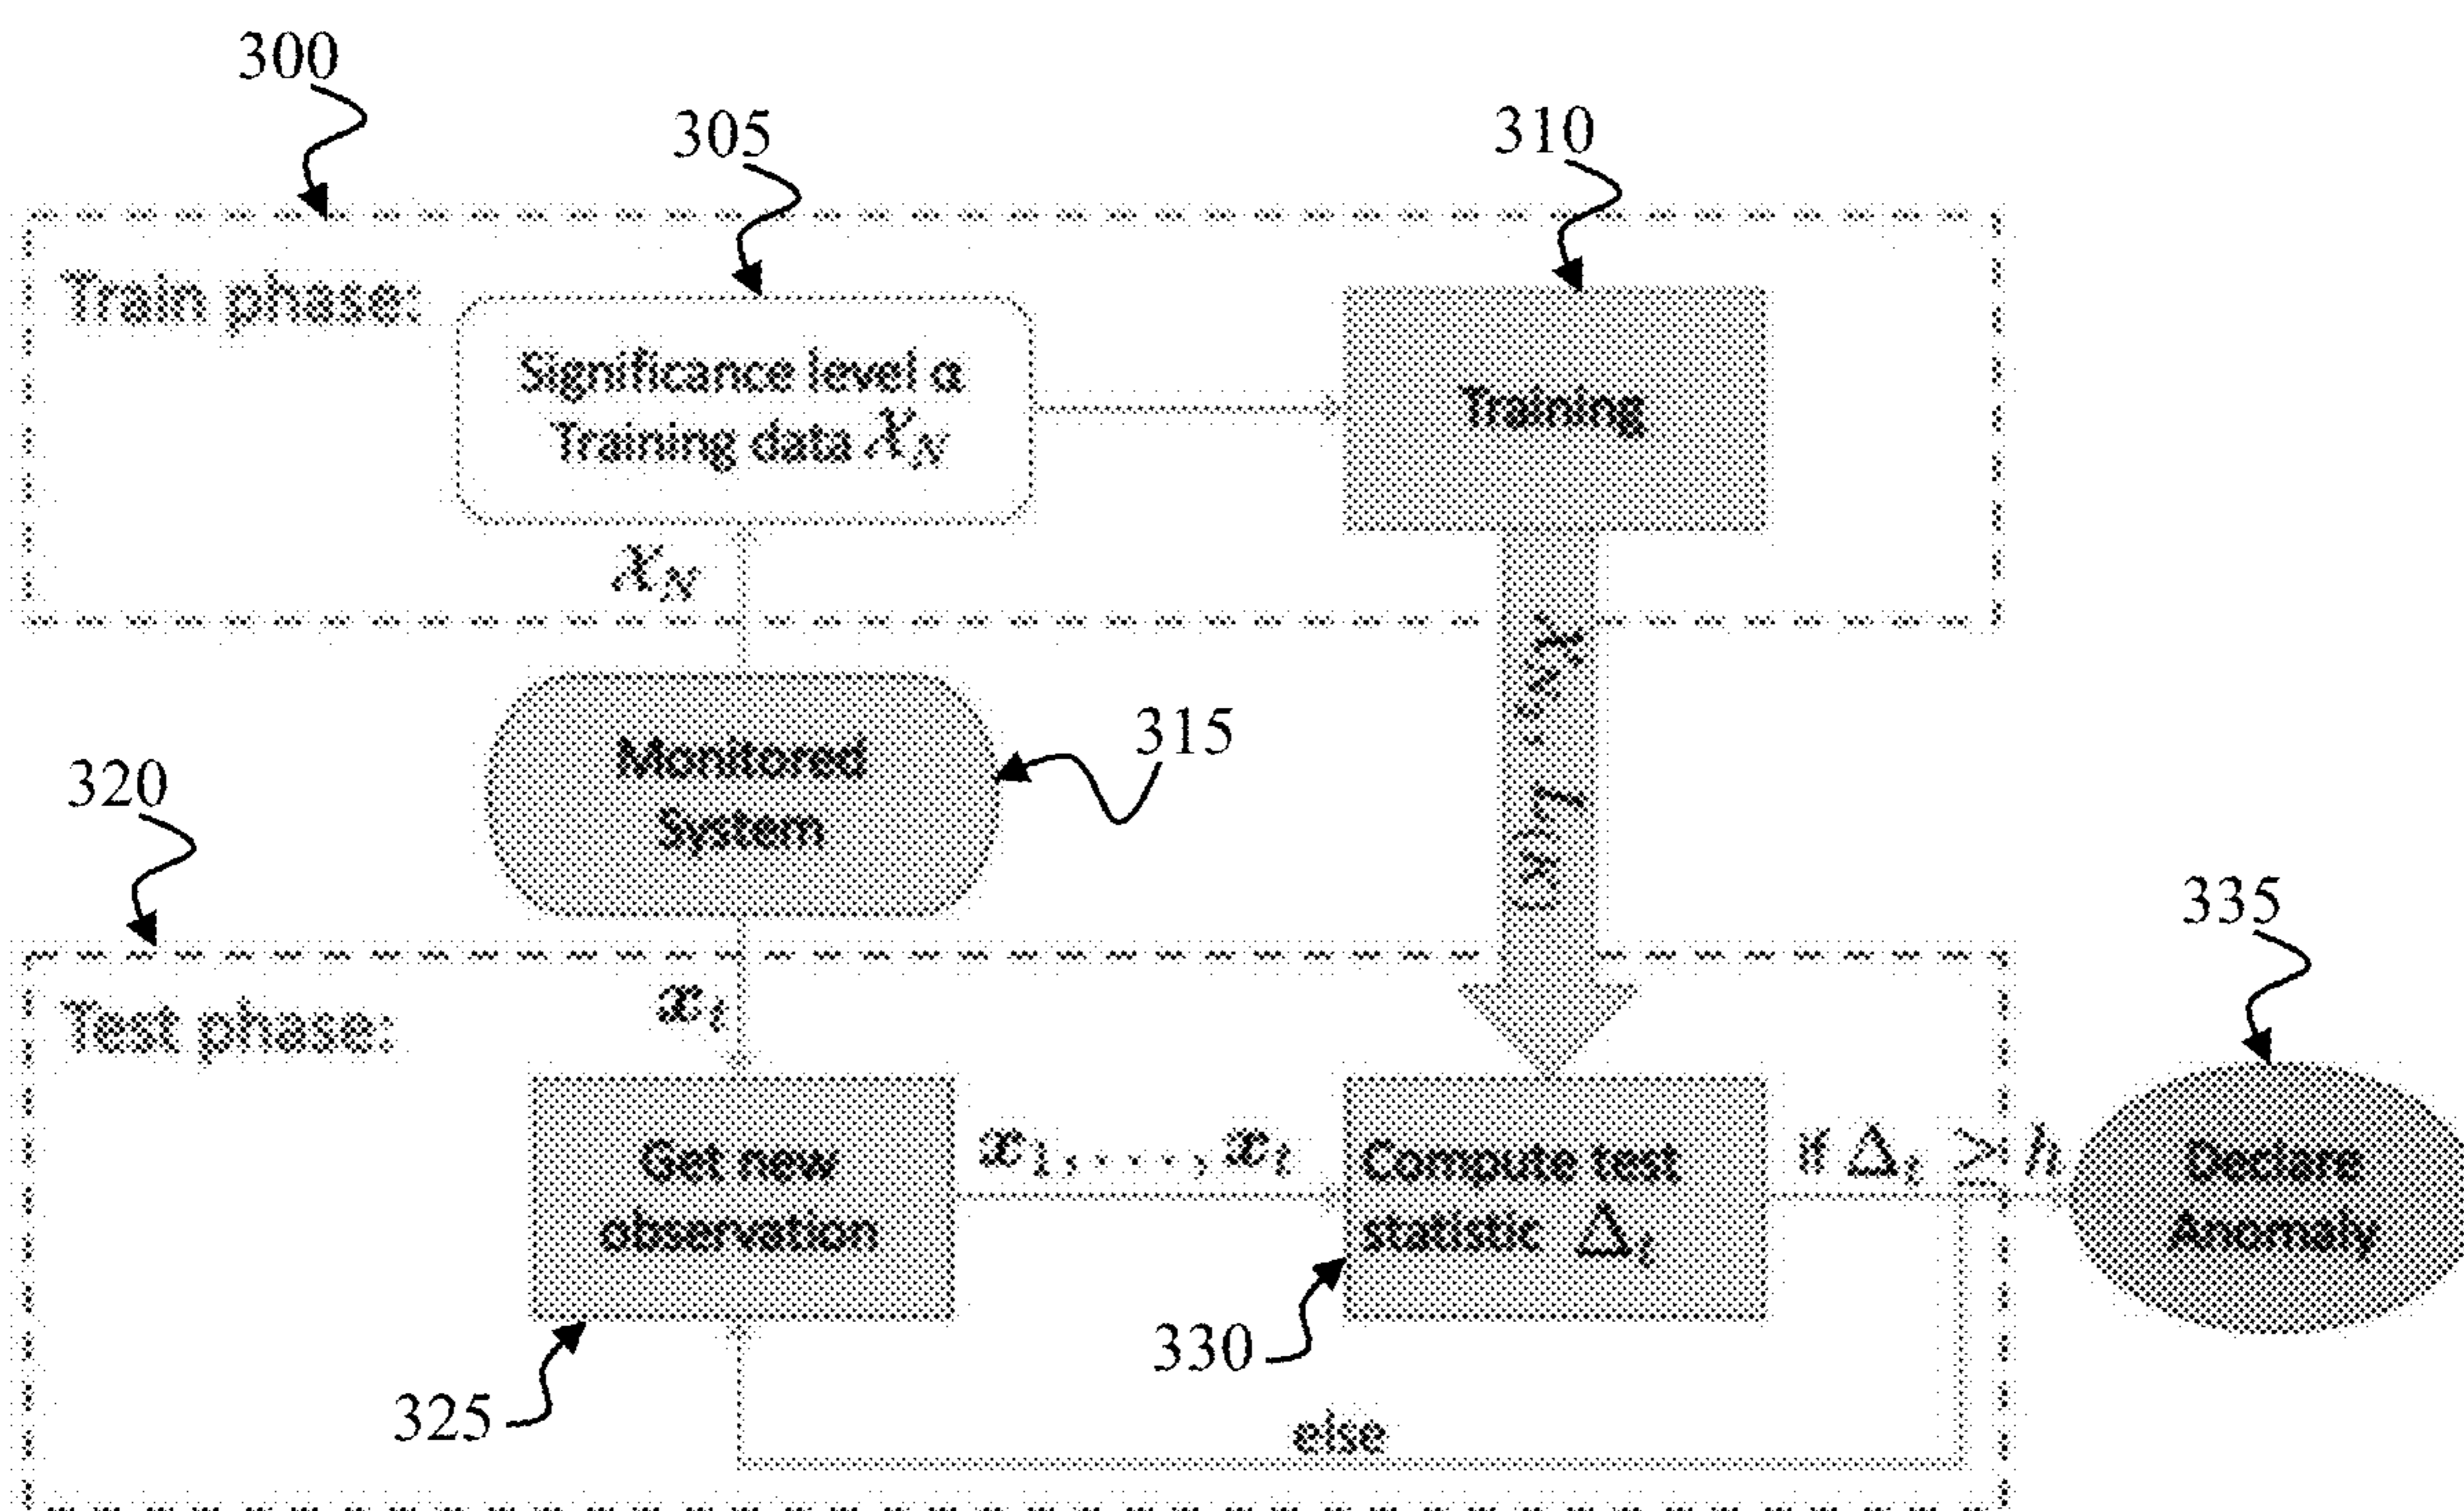 300
305
310
Train phase:
Significance level α
Training data X_N
Training
X_N
Monitored
System
315
320
335
Test phase:
x_t
Get new
observation
x_1, . . . , x_t
Compute test
statistic Δ_t
if Δ_t ≥ h
Declare
Anomaly
330
325
else